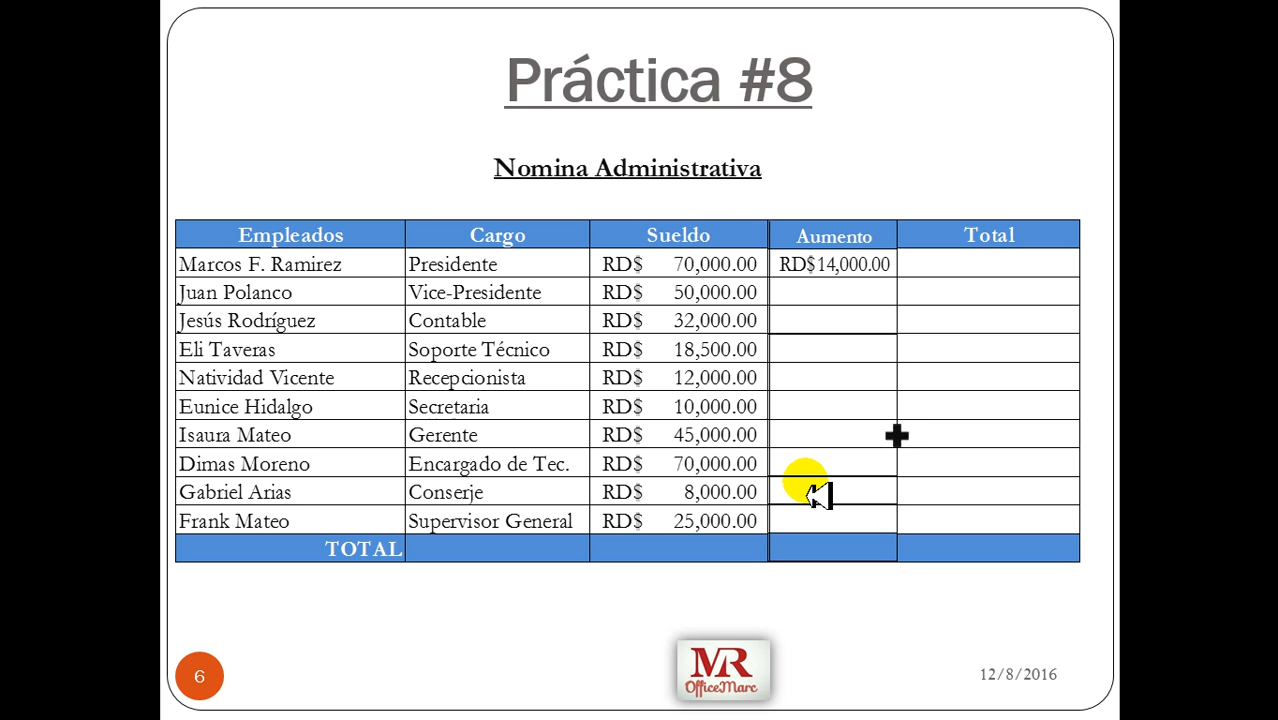 Práctica #8
Nomina Administrativa
Empleados Cargo Sueldo Aumento Total
Marcos F. Ramirez Presidente RD$ 70,000.00 RD$14,000.00
Juan Polanco Vice-Presidente RD$ 50,000.00
Jesús Rodríguez Contable RD$ 32,000.00
Eli Taveras Soporte Técnico RD$ 18,500.00
Natividad Vicente Recepcionista RD$ 12,000.00
Eunice Hidalgo Secretaria RD$ 10,000.00
Isaura Mateo Gerente RD$ 45,000.00
Dimas Moreno Encargado de Tec. RD$ 70,000.00
Gabriel Arias Conserje RD$ 8,000.00
Frank Mateo Supervisor General RD$ 25,000.00
TOTAL
6
MR
OfficeMarc
12/8/2016